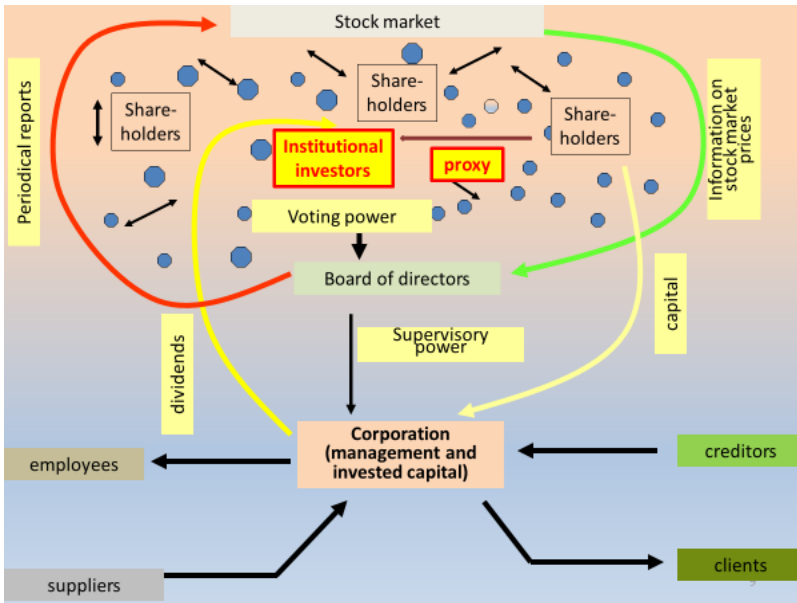 Stock market
Periodical reports
Share-
holders
Share-
holders
Share-
holders
Information on
stock market
prices
Institutional
investors
proxy
Voting power
Board of directors
capital
Supervisory
power
dividends
Corporation
(management and
invested capital)
employees
creditors
suppliers
clients
9